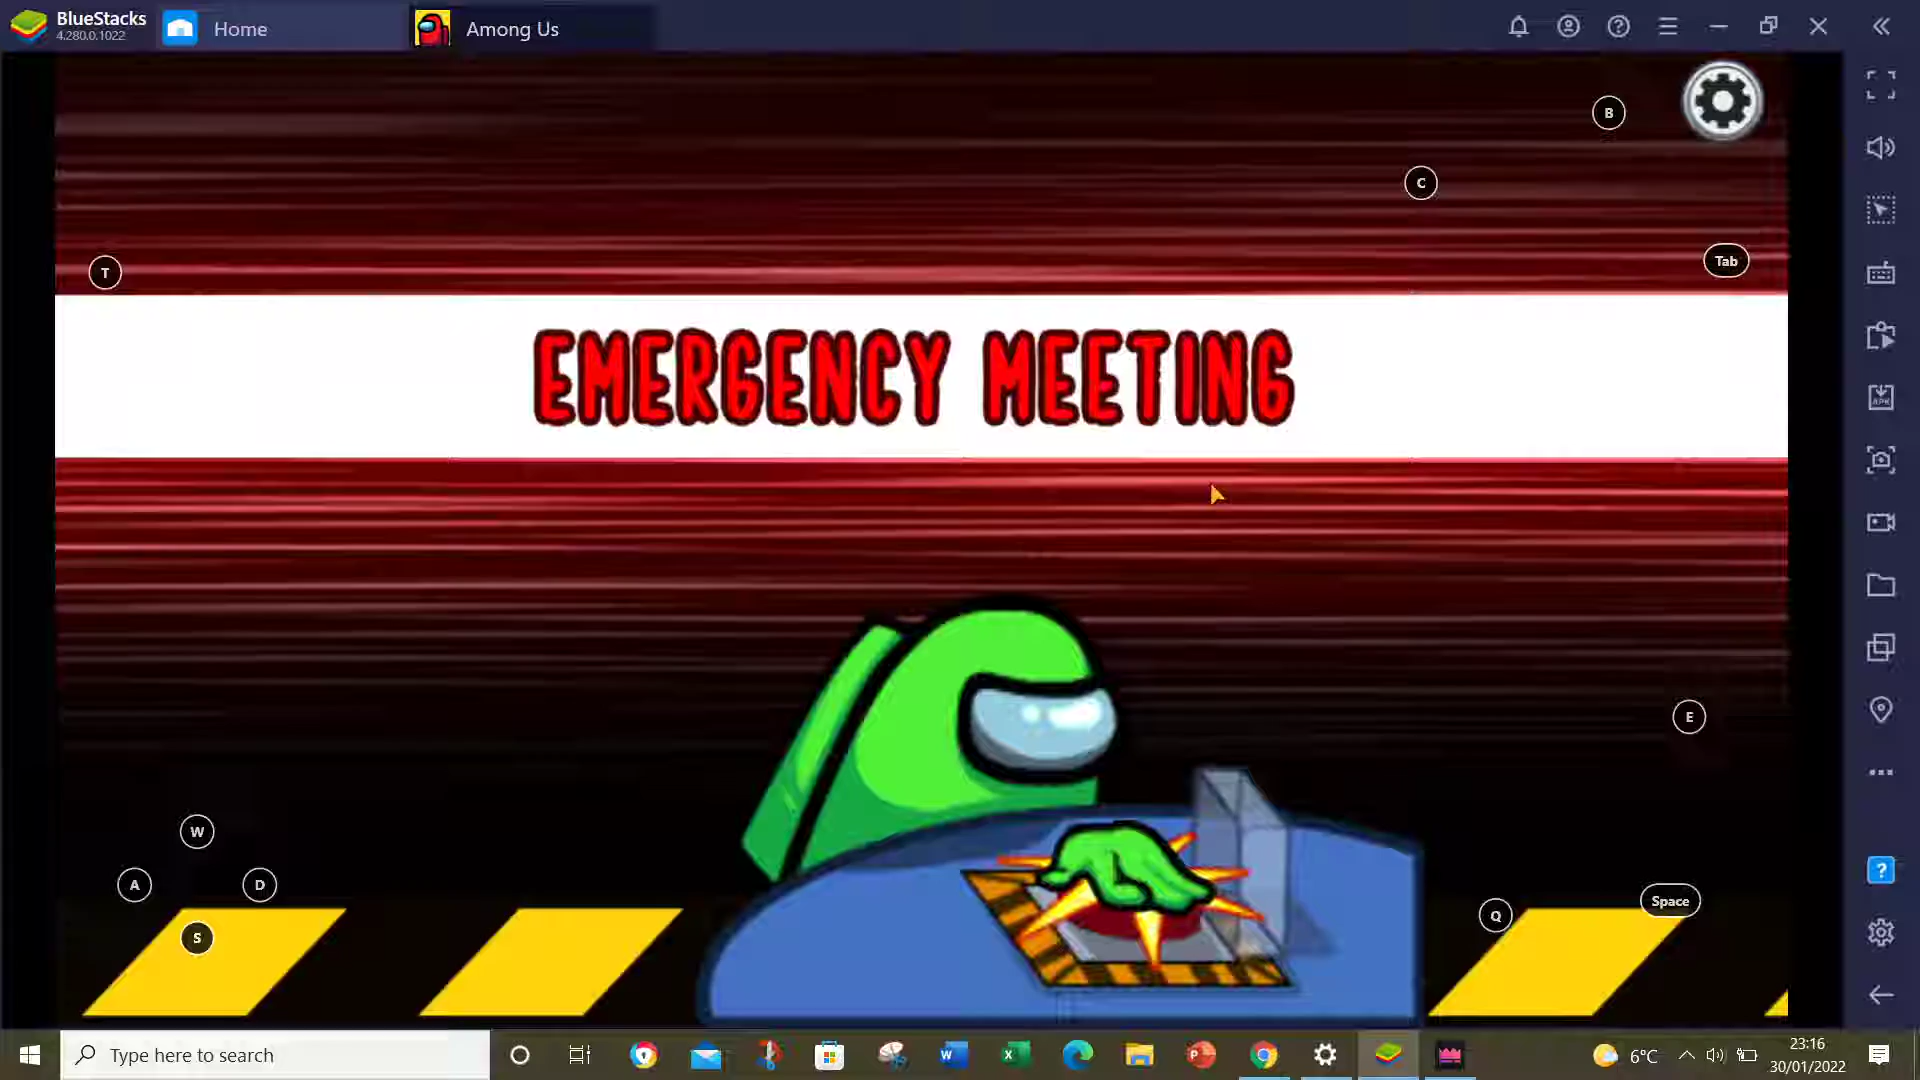 BlueStacks
4.280.0.1022
Home
Among Us
B
C
T
Tab
EMERGENCY MEETING
E
W
A
D
S
Q
Space
APK
?
Type here to search
6°C
23:16
30/01/2022